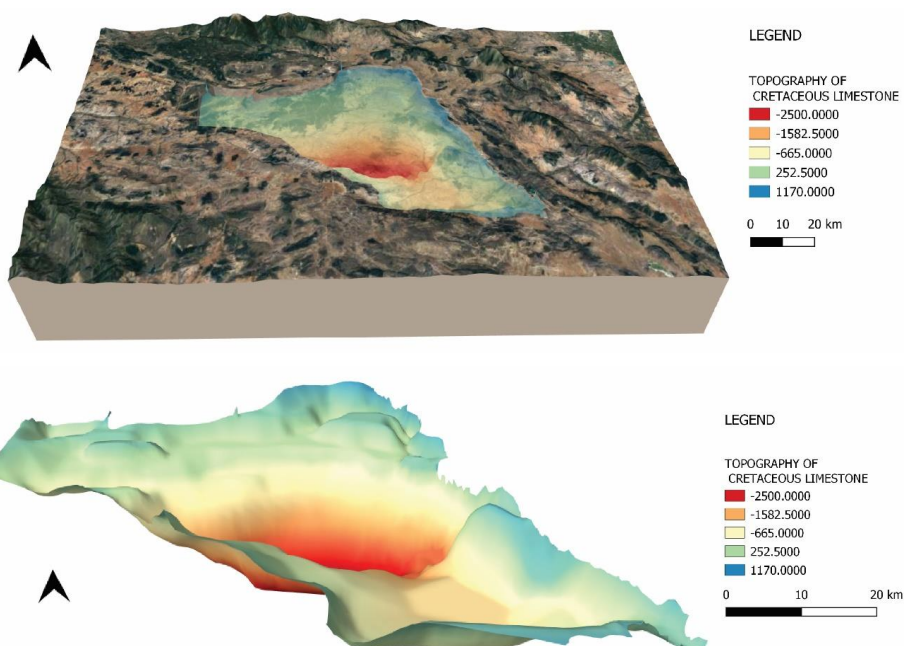 LEGEND
TOPOGRAPHY OF
CRETACEOUS LIMESTONE
-2500.0000
-1582.5000
-665.0000
252.5000
1170.0000
0 10 20 km
LEGEND
TOPOGRAPHY OF
CRETACEOUS LIMESTONE
-2500.0000
-1582.5000
-665.0000
252.5000
1170.0000
0 10 20 km